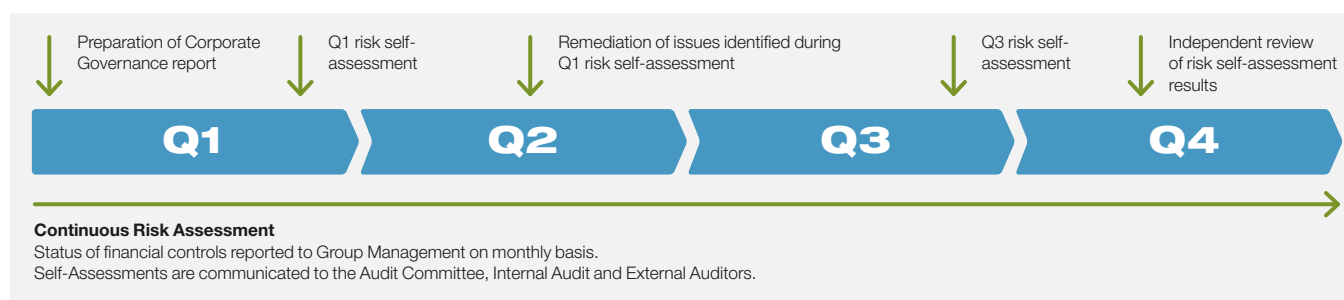 Preparation of Corporate
Governance report
Q1 risk self-
assessment
Remediation of issues identified during
Q1 risk self-assessment
Q3 risk self-
assessment
Independent review
of risk self-assessment
results
Q1
Q2
Q3
Q4
Continuous Risk Assessment
Status of financial controls reported to Group Management on monthly basis.
Self-Assessments are communicated to the Audit Committee, Internal Audit and External Auditors.